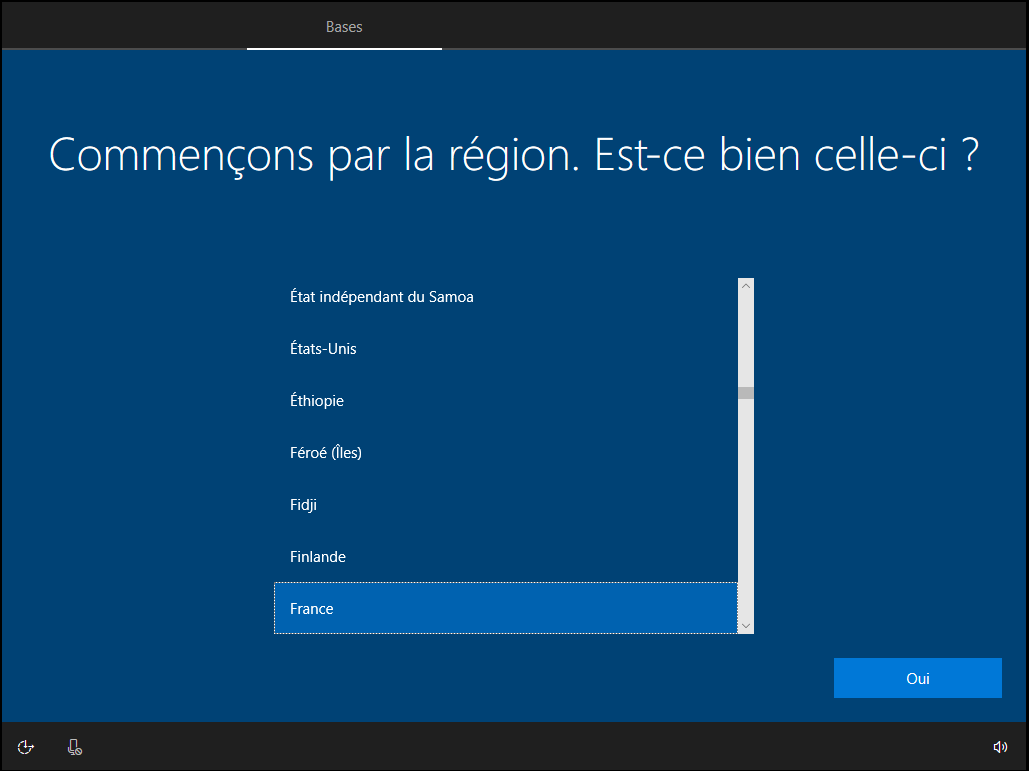 Bases
Commençons par la région. Est-ce bien celle-ci ?
État indépendant du Samoa
États-Unis
Éthiopie
Féroé (Îles)
Fidji
Finlande
France
Oui